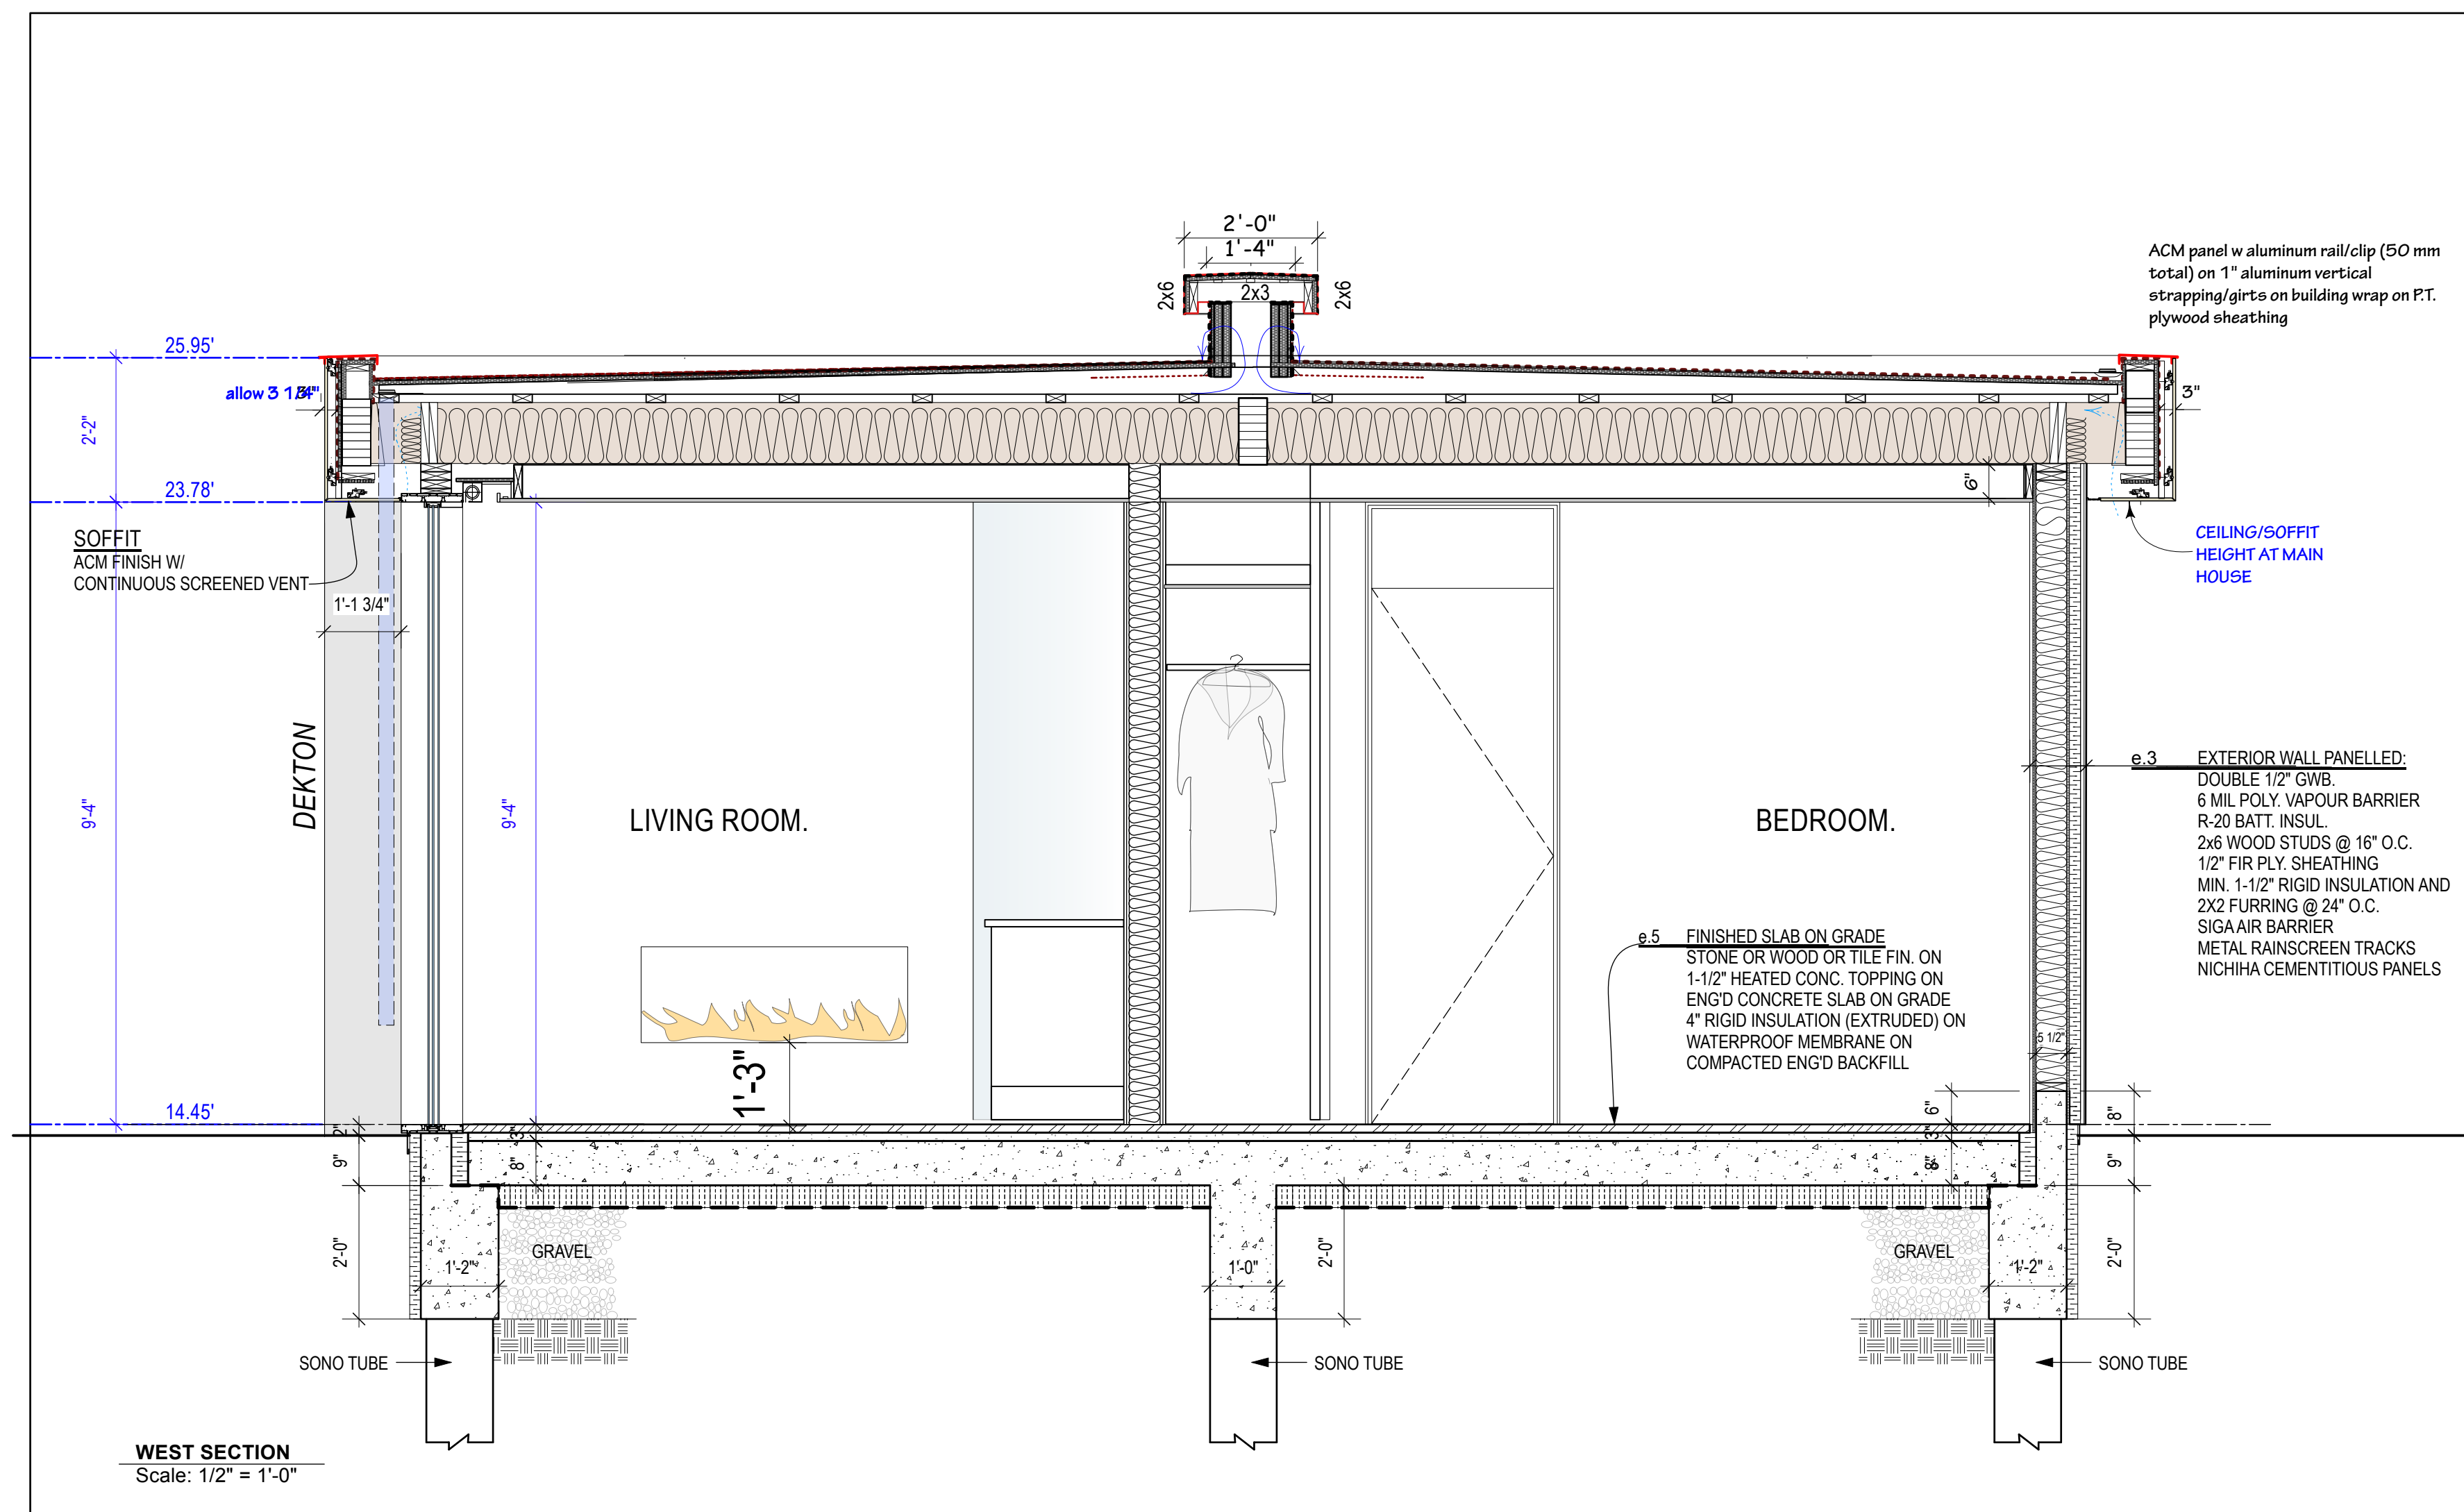 2'-0"
1'-4"
2x6
2x3
2x6
ACM panel w aluminum rail/clip (50 mm
total) on 1" aluminum vertical
strapping/girts on building wrap on P.T.
plywood sheathing
25.95'
allow 3 1/4"
3"
3"
2'-2"
23.78'
6"
SOFFIT
ACM FINISH W/
CONTINUOUS SCREENED VENT
1'-1 3/4"
CEILING/SOFFIT
HEIGHT AT MAIN
HOUSE
DEKTON
9'-4"
9'-4"
LIVING ROOM.
BEDROOM.
e.3 EXTERIOR WALL PANELLED:
DOUBLE 1/2" GWB.
6 MIL POLY. VAPOUR BARRIER
R-20 BATT. INSUL.
2x6 WOOD STUDS @ 16" O.C.
1/2" FIR PLY. SHEATHING
MIN. 1-1/2" RIGID INSULATION AND
2X2 FURRING @ 24" O.C.
SIGA AIR BARRIER
METAL RAINSCREEN TRACKS
NICHIHA CEMENTITIOUS PANELS
e.5 FINISHED SLAB ON GRADE
STONE OR WOOD OR TILE FIN. ON
1-1/2" HEATED CONC. TOPPING ON
ENG'D CONCRETE SLAB ON GRADE
4" RIGID INSULATION (EXTRUDED) ON
WATERPROOF MEMBRANE ON
COMPACTED ENG'D BACKFILL
5 1/2"
1'-3"
14.45'
2"
3"
6"
8"
3"
9"
8"
8"
9"
2'-0"
GRAVEL
1'-2"
1'-0"
2'-0"
GRAVEL
1'-2"
2'-0"
SONO TUBE
SONO TUBE
SONO TUBE
WEST SECTION
Scale: 1/2" = 1'-0"